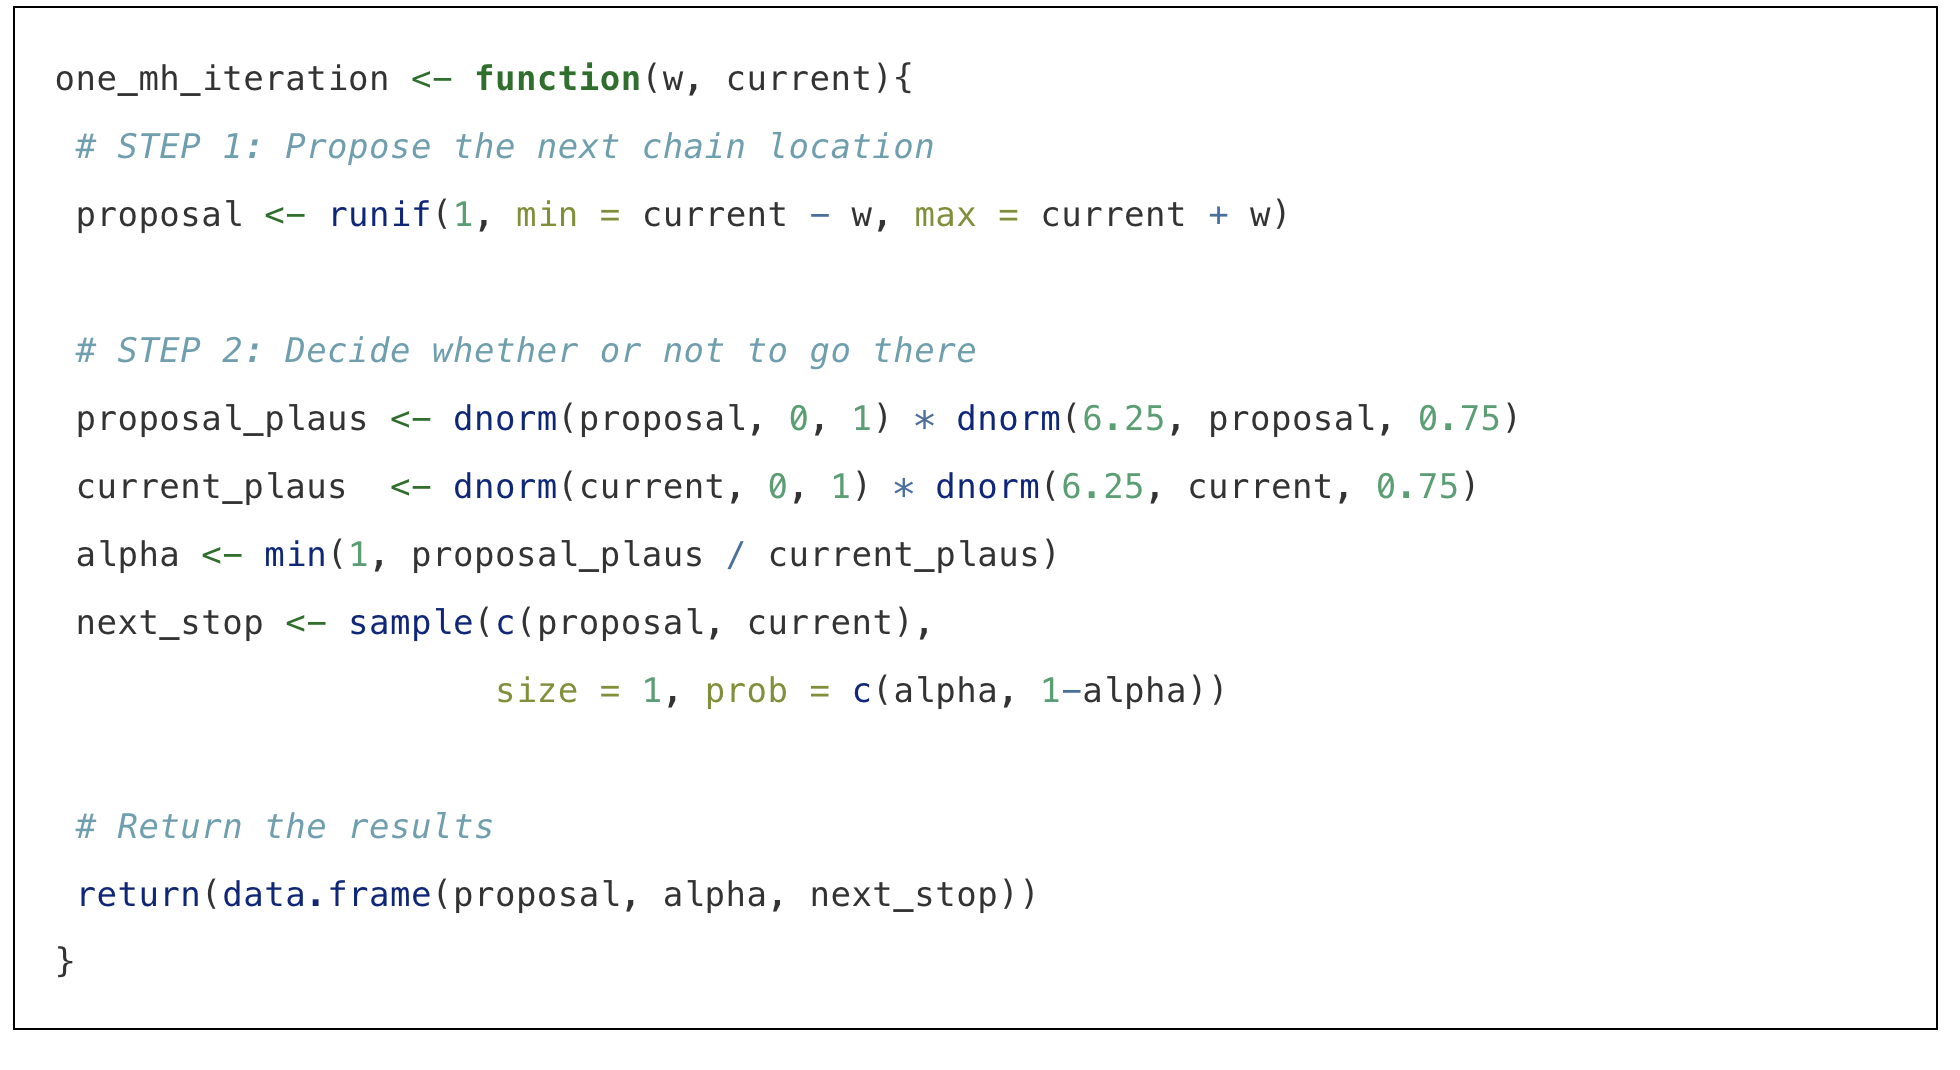 one_mh_iteration <- function(w, current){
 # STEP 1: Propose the next chain location
 proposal <- runif(1, min = current - w, max = current + w)

 # STEP 2: Decide whether or not to go there
 proposal_plaus <- dnorm(proposal, 0, 1) * dnorm(6.25, proposal, 0.75)
 current_plaus  <- dnorm(current, 0, 1) * dnorm(6.25, current, 0.75)
 alpha <- min(1, proposal_plaus / current_plaus)
 next_stop <- sample(c(proposal, current),
                     size = 1, prob = c(alpha, 1-alpha))

 # Return the results
 return(data.frame(proposal, alpha, next_stop))
}